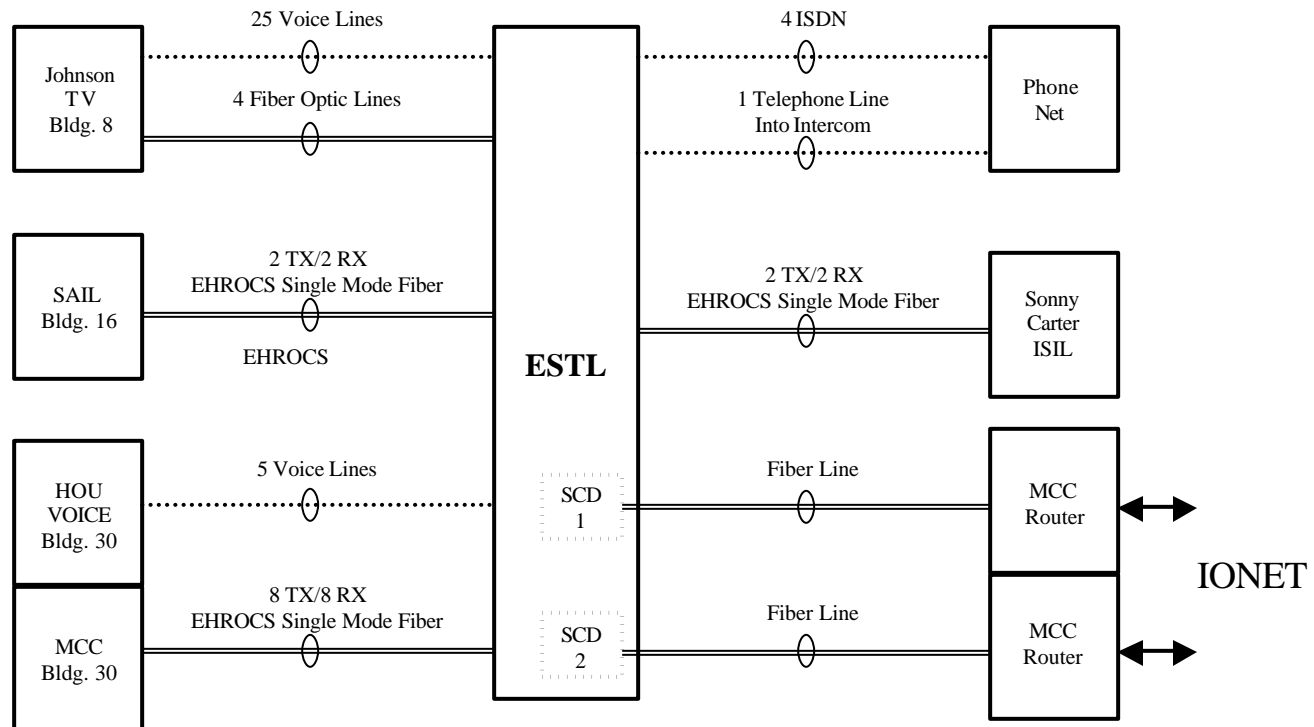 25 Voice Lines
4 ISDN
Johnson
TV
Bldg. 8
4 Fiber Optic Lines
1 Telephone Line
Into Intercom
Phone
Net
SAIL
Bldg. 16
2 TX/2 RX
EHROCS Single Mode Fiber
EHROCS
ESTL
2 TX/2 RX
EHROCS Single Mode Fiber
Sonny
Carter
ISIL
HOU
VOICE
Bldg. 30
5 Voice Lines
SCD
1
Fiber Line
MCC
Router
IONET
MCC
Bldg. 30
8 TX/8 RX
EHROCS Single Mode Fiber
SCD
2
Fiber Line
MCC
Router